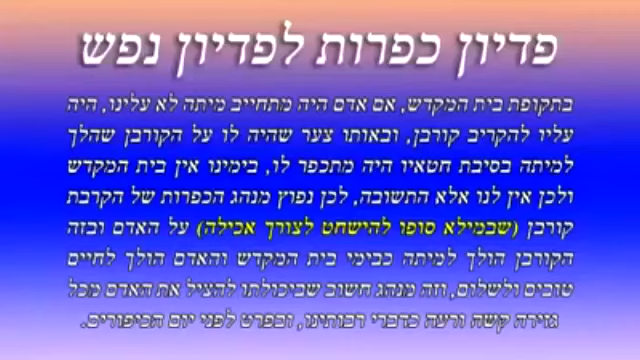 פדיון כפרות לפדיון נפש
בתקופת בית המקדש, אם אדם היה מתחייב מיתה לא עלינו, היה
עליו להקריב קורבן, ובאותו צער שהיה לו על הקורבן שהלך
למיתה בסיבת חטאיו היה מתכפר לו, בימינו אין בית המקדש
ולכן אין לנו אלא התשובה, לכן נפוץ מנהג הכפרות של הקרבת
קורבן (שבמילא סופו להישחט לצורך אכילה) על האדם ובזה
הקורבן הולך למיתה כבימי בית המקדש והאדם הולך לחיים
טובים ולשלום, וזה מנהג חשוב שביכולתו להציל את האדם מכל
גזירה קשה ורעה כדברי רבותינו, ובפרט לפני יום הכיפורים.